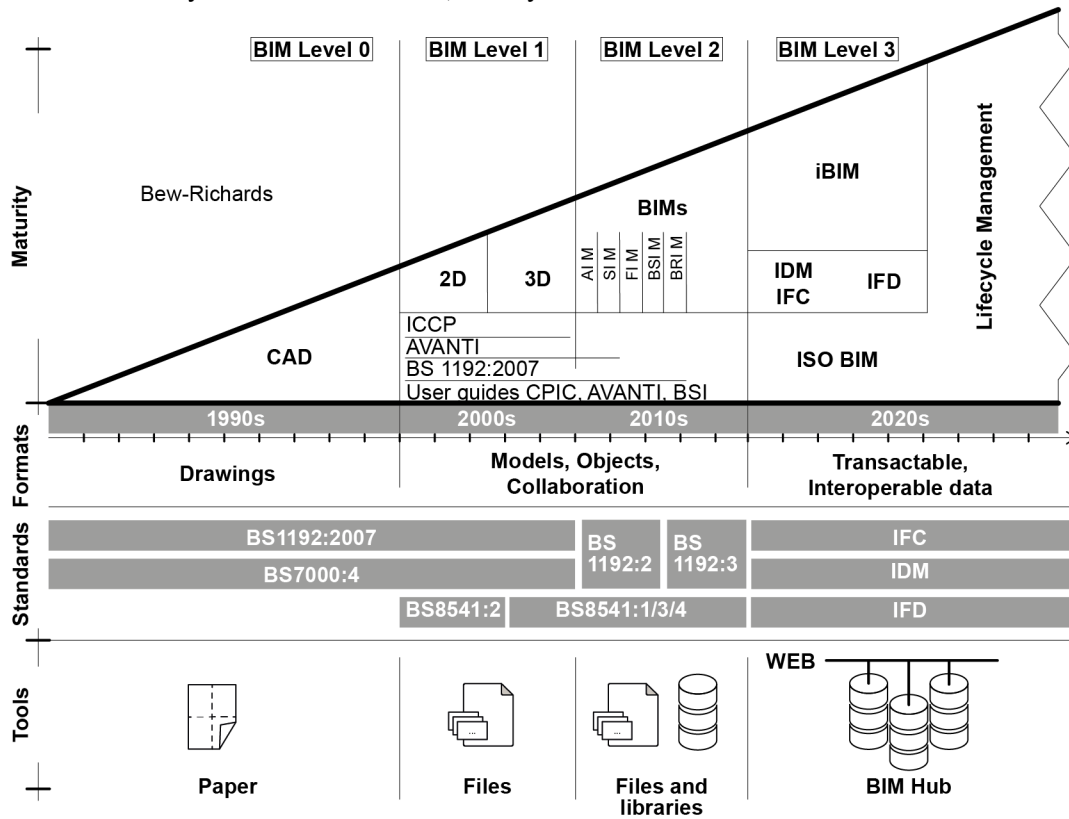 BIM Level 0
BIM Level 1
BIM Level 2
BIM Level 3
Maturity
Bew-Richards
iBIM
BIMs
Lifecycle Management
2D
3D
AIM
SIM
FIM
BSIM
BRIM
IDM
IFC
IFD
CAD
ICCP
AVANTI
BS 1192:2007
User guides CPIC, AVANTI, BSI
ISO BIM
1990s
2000s
2010s
2020s
Formats
Drawings
Models, Objects,
Collaboration
Transactable,
Interoperable data
Standards
BS1192:2007
BS7000:4
BS
1192:2
BS
1192:3
BS8541:2
BS8541:1/3/4
IFC
IDM
IFD
Tools
WEB
...
...
Paper
Files
Files and
libraries
BIM Hub